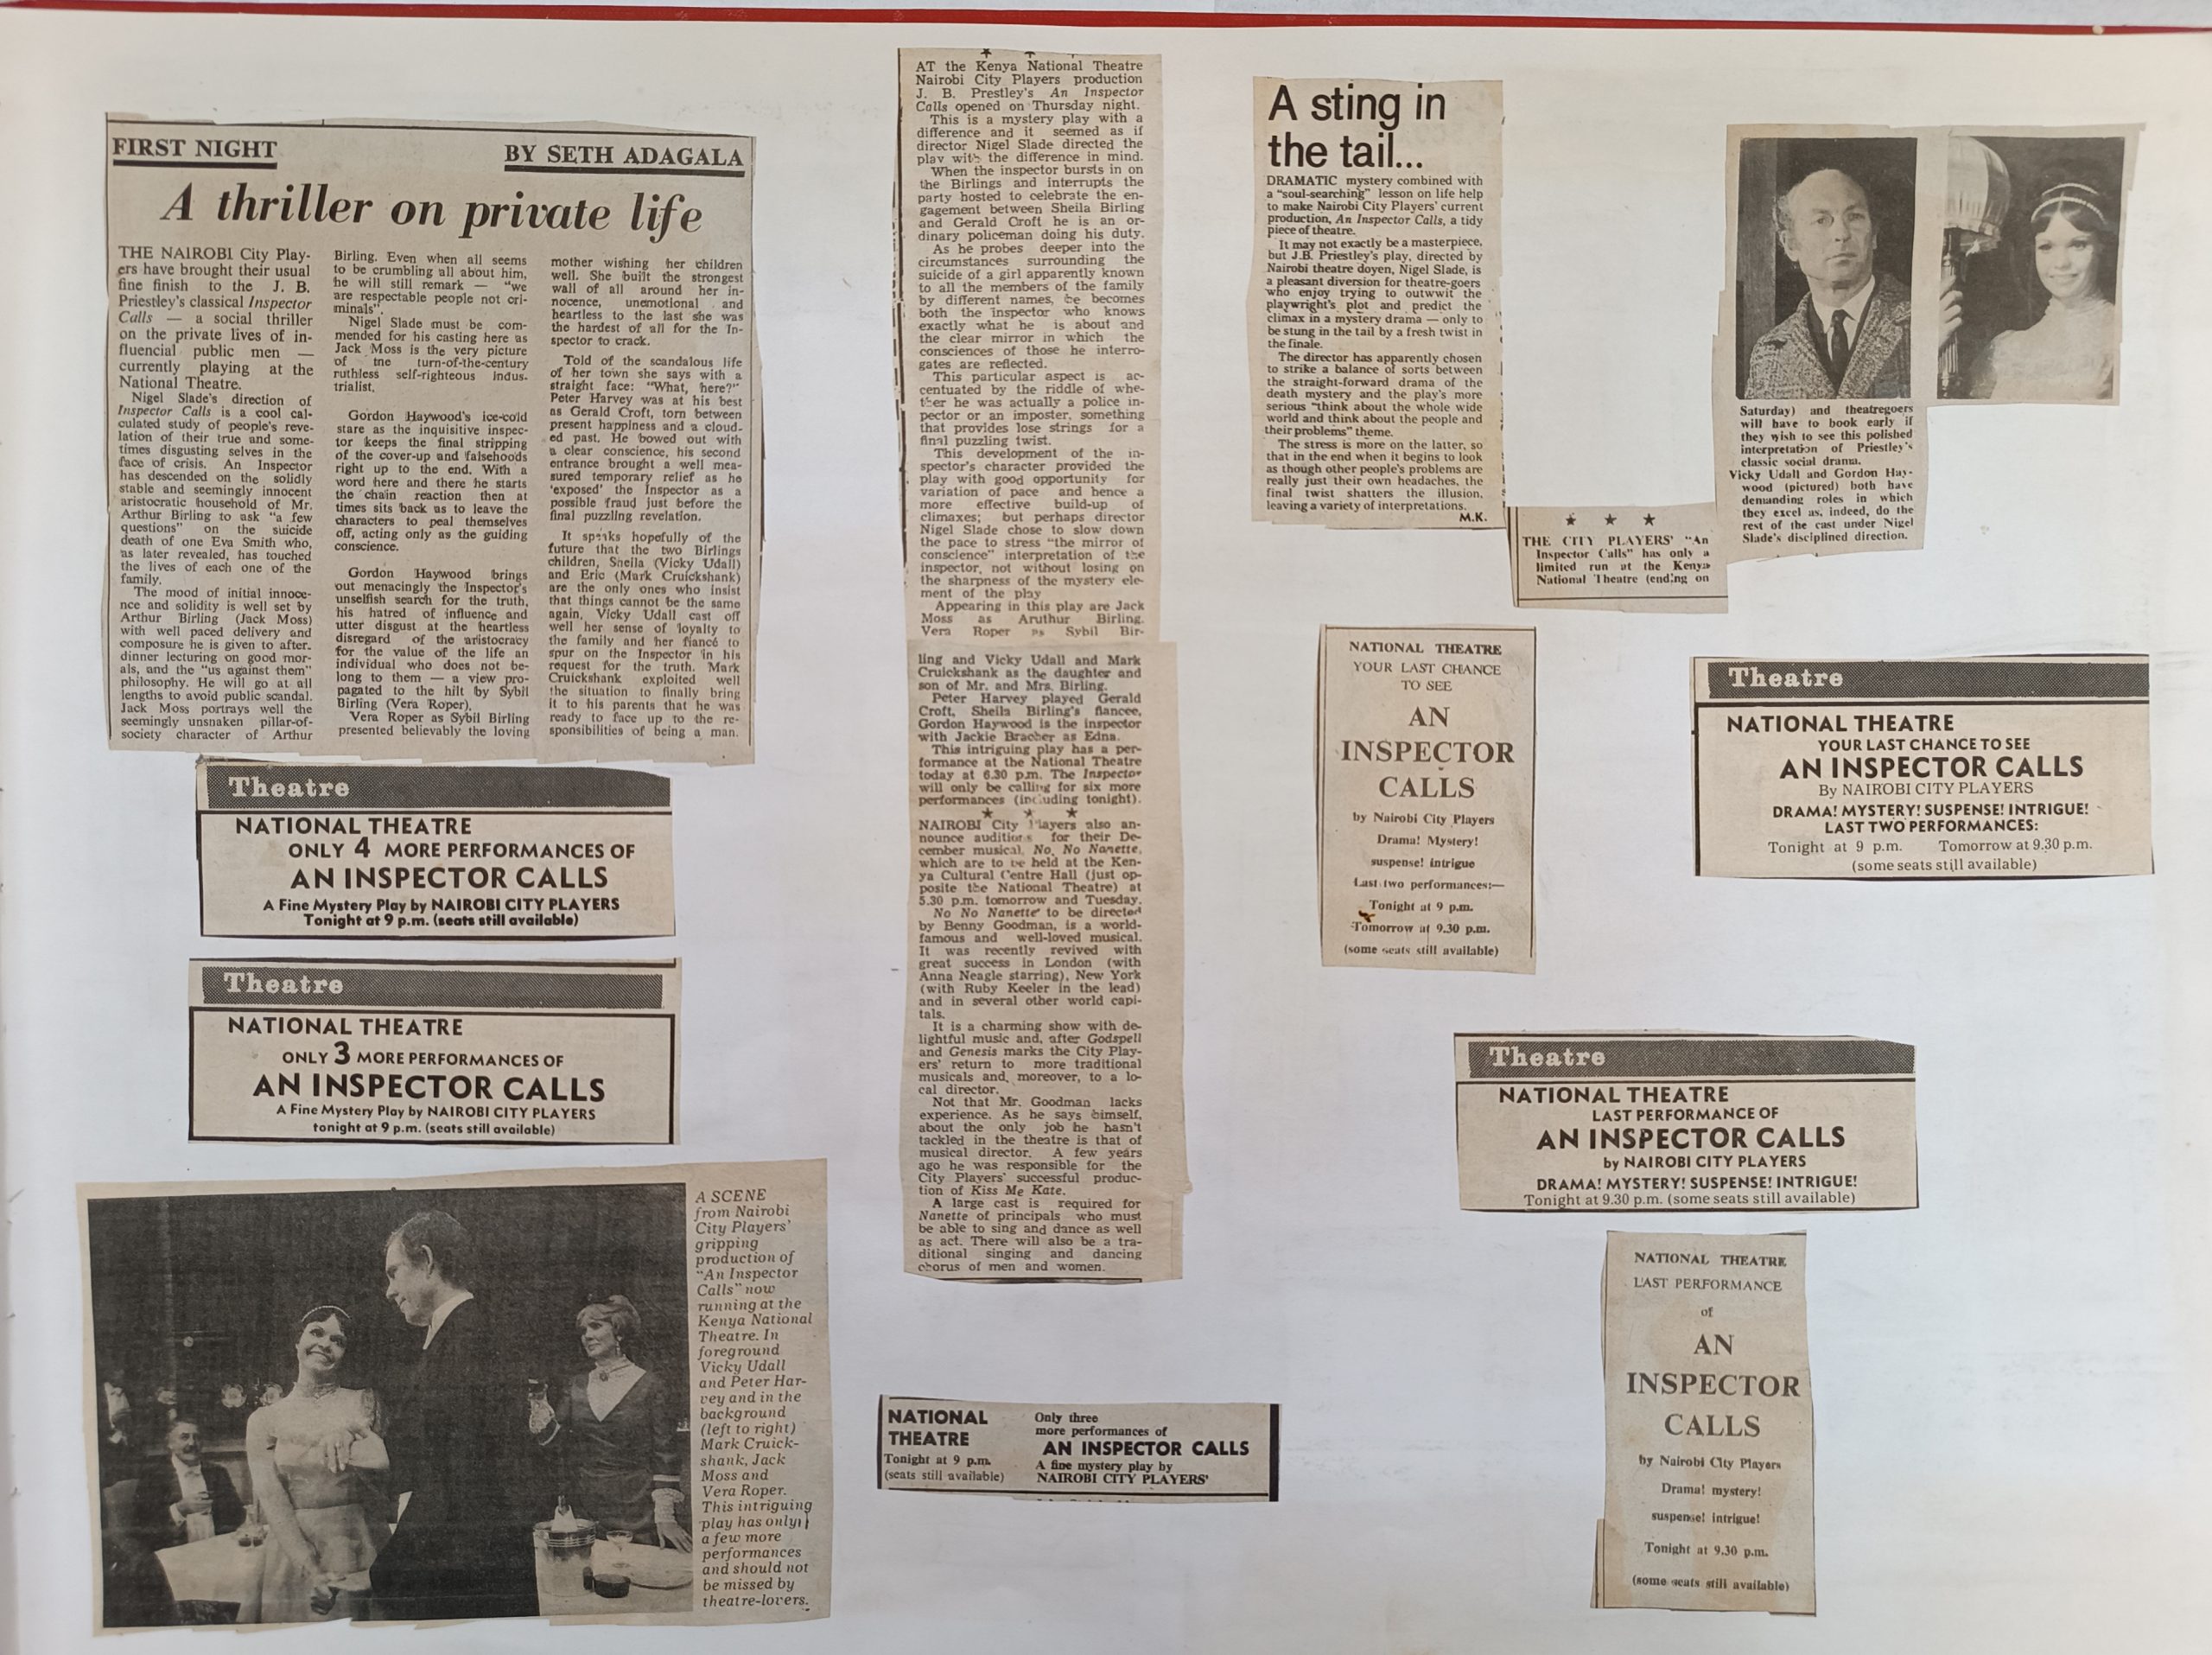 FIRST NIGHT
BY SETH ADAGALA
A thriller on private life
THE NAIROBI City Play-
ers have brought their usual
fine finish to the J. B.
Priestley's classical Inspector
Calls — a social thriller
on the private lives of in-
fluencial public men —
currently playing at the
National Theatre.
Nigel Slade's direction of
Inspector Calls is a cool cal-
culated study of people's reve-
lation of their true and some-
times disgusting selves in the
face of crisis. An Inspector
has descended on the solidly
stable and seemingly innocent
aristocratic household of Mr.
Arthur Birling to ask "a few
questions" on the suicide
death of one Eva Smith who,
as later revealed, has touched
the lives of each one of the
family.
The mood of initial innoce-
nce and solidity is well set by
Arthur Birling (Jack Moss)
with well paced delivery and
composure he is given to after.
dinner lecturing on good mor-
als, and the "us against them"
philosophy. He will go at all
lengths to avoid public scandal.
Jack Moss portrays well the
seemingly unsnaken pillar-of-
society character of Arthur
Birling. Even when all seems
to be crumbling all about him,
he will still remark — "we
are respectable people not cri-
minals".
Nigel Slade must be com-
mended for his casting here as
Jack Moss is the very picture
of tne turn-of-the-century
ruthless self-righteous indus-
trialist.
Gordon Haywood's ice-cold
stare as the inquisitive inspec-
tor keeps the final stripping
of the cover-up and falsehoods
right up to the end. With a
word here and there he starts
the chain reaction then at
times sits back us to leave the
characters to peal themselves
off, acting only as the guiding
conscience.
Gordon Haywood brings
out menacingly the Inspector's
unselfish search for the truth,
his hatred of influence and
utter disgust at the heartless
disregard of the aristocracy
for the value of the life an
individual who does not be-
long to them — a view pro-
pagated to the hilt by Sybil
Birling (Vera Roper).
Vera Roper as Sybil Birling
presented believably the loving
mother wishing her children
well. She built the strongest
wall of all around her in-
nocence, unemotional and
heartless to the last she was
the hardest of all for the In-
spector to crack.
Told of the scandalous life
of her town she says with a
straight face: "What, here?"
Peter Harvey was at his best
as Gerald Croft, torn between
present happiness and a cloud-
ed past. He bowed out with
a clear conscience, his second
entrance brought a well mea-
sured temporary relief as he
'exposed' the Inspector as a
possible fraud just before the
final puzzling revelation.
It speaks hopefully of the
future that the two Birlings
children, Sheila (Vicky Udall)
and Eric (Mark Cruickshank)
are the only ones who insist
that things cannot be the same
again, Vicky Udall cast off
well her sense of loyalty to
the family and her fiancé to
spur on the Inspector in his
request for the truth. Mark
Cruickshank exploited well
the situation to finally bring
it to his parents that he was
ready to face up to the re-
sponsibilities of being a man.
Theatre
NATIONAL THEATRE
ONLY 4 MORE PERFORMANCES OF
AN INSPECTOR CALLS
A Fine Mystery Play by NAIROBI CITY PLAYERS
Tonight at 9 p.m. (seats still available)
Theatre
NATIONAL THEATRE
ONLY 3 MORE PERFORMANCES OF
AN INSPECTOR CALLS
A Fine Mystery Play by NAIROBI CITY PLAYERS
tonight at 9 p.m. (seats still available)
A SCENE
from Nairobi
City Players'
gripping
production of
"An Inspector
Calls" now
running at the
Kenya National
Theatre. In
foreground
Vicky Udall
and Peter Har-
vey and in the
background
(left to right)
Mark Cruick-
shank, Jack
Moss and
Vera Roper.
This intriguing
play has only
a few more
performances
and should not
be missed by
theatre-lovers.
AT the Kenya National Theatre
Nairobi City Players production
J. B. Prestley's An Inspector
Calls opened on Thursday night.
This is a mystery play with a
difference and it seemed as if
director Nigel Slade directed the
play with the difference in mind.
When the inspector bursts in on
the Birlings and interrupts the
party hosted to celebrate the en-
gagement between Sheila Birling
and Gerald Croft he is an or-
dinary policeman doing his duty.
As he probes deeper into the
circumstances surrounding the
suicide of a girl apparently known
to all the members of the family
by different names, he becomes
both the inspector who knows
exactly what he is about and
the clear mirror in which the
consciences of those he interro-
gates are reflected.
This particular aspect is ac-
centuated by the riddle of whe-
ther he was actually a police in-
pector or an imposter, something
that provides lose strings for a
final puzzling twist.
This development of the in-
spector's character provided the
play with good opportunity for
variation of pace and hence a
more effective build-up of
climaxes; but perhaps director
Nigel Slade chose to slow down
the pace to stress "the mirror of
conscience" interpretation of the
inspector, not without losing on
the sharpness of the mystery ele-
ment of the play
Appearing in this play are Jack
Moss as Aruthur Birling.
Vera Roper as Sybil Bir-
ling and Vicky Udall and Mark
Cruickshank as the daughter and
son of Mr. and Mrs. Birling.
Peter Harvey played Gerald
Croft, Sheila Birling's fiancee,
Gordon Haywood is the inspector
with Jackie Bracher as Edna.
This intriguing play has a per-
formance at the National Theatre
today at 6.30 p.m. The Inspector
will only be calling for six more
performances (including tonight).
NAIROBI City Players also an-
nounce auditions for their De-
cember musical, No, No Nanette,
which are to be held at the Ken-
ya Cultural Centre Hall (just op-
posite the National Theatre) at
5.30 p.m. tomorrow and Tuesday.
No No Nanette to be directed
by Benny Goodman, is a world-
famous and well-loved musical.
It was recently revived with
great success in London (with
Anna Neagle starring), New York
(with Ruby Keeler in the lead)
and in several other world capi-
tals.
It is a charming show with de-
lightful music and, after Godspell
and Genesis marks the City Play-
ers' return to more traditional
musicals and, moreover, to a lo-
cal director.
Not that Mr. Goodman lacks
experience. As he says himself,
about the only job he hasn't
tackled in the theatre is that of
musical director. A few years
ago he was responsible for the
City Players' successful produc-
tion of Kiss Me Kate.
A large cast is required for
Nanette of principals who must
be able to sing and dance as well
as act. There will also be a tra-
ditional singing and dancing
chorus of men and women.
NATIONAL
THEATRE
Tonight at 9 p.m.
(seats still available)
Only three
more performances of
AN INSPECTOR CALLS
A fine mystery play by
NAIROBI CITY PLAYERS'
A sting in
the tail...
DRAMATIC mystery combined with
a "soul-searching" lesson on life help
to make Nairobi City Players' current
production, An Inspector Calls, a tidy
piece of theatre.
It may not exactly be a masterpiece,
but J.B. Priestley's play, directed by
Nairobi theatre doyen, Nigel Slade, is
a pleasant diversion for theatre-goers
who enjoy trying to outwwit the
playwright's plot and predict the
climax in a mystery drama — only to
be stung in the tail by a fresh twist in
the finale.
The director has apparently chosen
to strike a balance of sorts between
the straight-forward drama of the
death mystery and the play's more
serious "think about the whole wide
world and think about the people and
their problems" theme.
The stress is more on the latter, so
that in the end when it begins to look
as though other people's problems are
really just their own headaches, the
final twist shatters the illusion,
leaving a variety of interpretations.
M.K.
THE CITY PLAYERS' "An
Inspector Calls" has only a
limited run at the Kenya
National Theatre (ending on
Saturday) and theatregoers
will have to book early if
they wish to see this polished
interpretation of Priestley's
classic social drama.
Vicky Udall and Gordon Hay-
wood (pictured) both have
demanding roles in which
they excel as, indeed, do the
rest of the cast under Nigel
Slade's disciplined direction.
NATIONAL THEATRE
YOUR LAST CHANCE
TO SEE
AN
INSPECTOR
CALLS
by Nairobi City Players
Drama! Mystery!
suspense! intrigue
Last two performances:—
Tonight at 9 p.m.
Tomorrow at 9.30 p.m.
(some seats still available)
Theatre
NATIONAL THEATRE
YOUR LAST CHANCE TO SEE
AN INSPECTOR CALLS
By NAIROBI CITY PLAYERS
DRAMA! MYSTERY! SUSPENSE! INTRIGUE!
LAST TWO PERFORMANCES:
Tonight at 9 p.m. Tomorrow at 9.30 p.m.
(some seats still available)
Theatre
NATIONAL THEATRE
LAST PERFORMANCE OF
AN INSPECTOR CALLS
by NAIROBI CITY PLAYERS
DRAMA! MYSTERY! SUSPENSE! INTRIGUE!
Tonight at 9.30 p.m. (some seats still available)
NATIONAL THEATRE
LAST PERFORMANCE
of
AN
INSPECTOR
CALLS
by Nairobi City Players
Drama! mystery!
suspense! intrigue!
Tonight at 9.30 p.m.
(some seats still available)